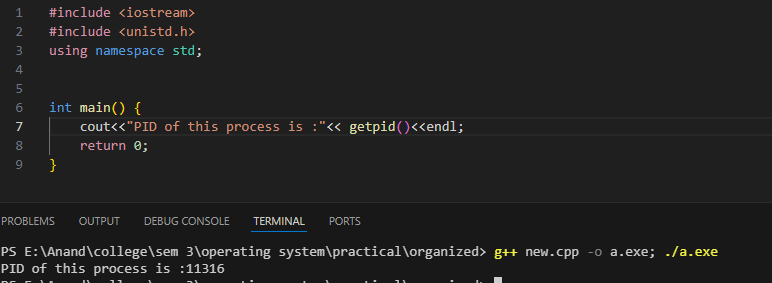 1 #include <iostream>
2 #include <unistd.h>
3 using namespace std;
4
5
6 int main() {
7 cout<<"PID of this process is :"<< getpid()<<endl;
8 return 0;
9 }
PROBLEMS OUTPUT DEBUG CONSOLE TERMINAL PORTS
PS E:\Anand\college\sem 3\operating system\practical\organized> g++ new.cpp -o a.exe; ./a.exe
PID of this process is :11316